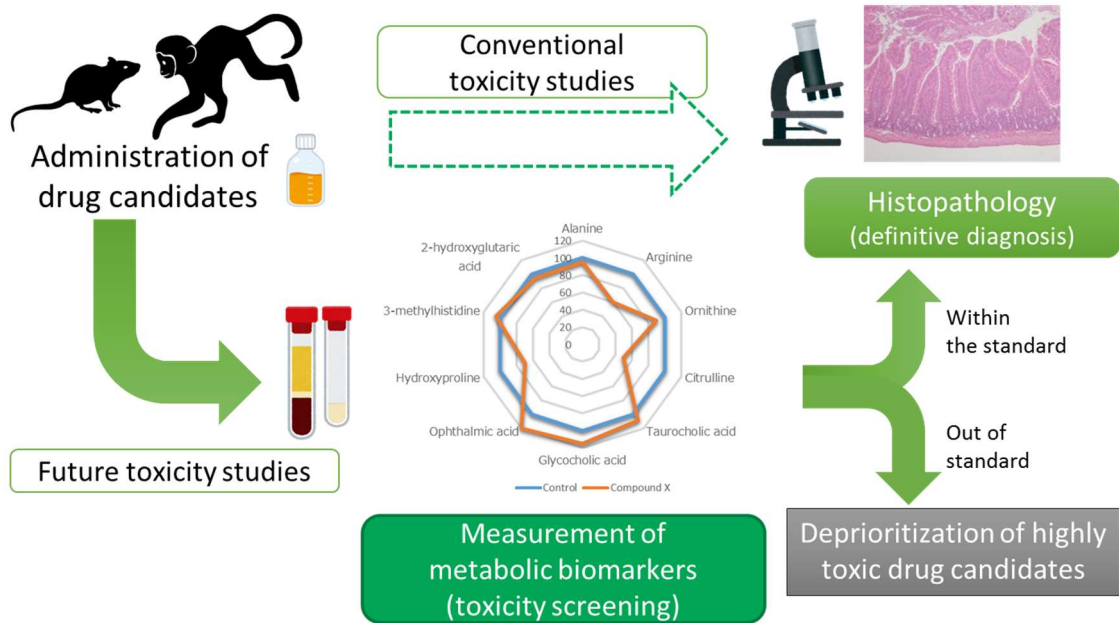 Conventional
toxicity studies
Administration of
drug candidates
Histopathology
(definitive diagnosis)
Alanine
2-hydroxyglutaric
acid
Arginine
3-methylhistidine
Ornithine
Hydroxyproline
Citrulline
Ophthalmic acid
Taurocholic acid
Glycocholic acid
120
100
80
60
40
20
0
Control
Compound X
Within
the standard
Out of
standard
Future toxicity studies
Measurement of
metabolic biomarkers
(toxicity screening)
Deprioritization of highly
toxic drug candidates